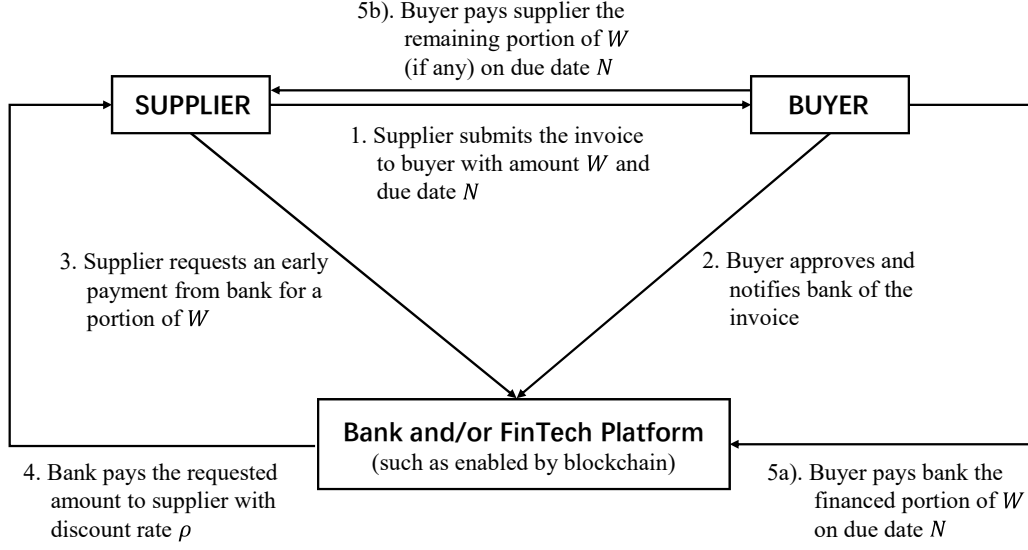 5b). Buyer pays supplier the
remaining portion of W
(if any) on due date N
SUPPLIER
BUYER
1. Supplier submits the invoice
to buyer with amount W and
due date N
3. Supplier requests an early
payment from bank for a
portion of W
2. Buyer approves and
notifies bank of the
invoice
Bank and/or FinTech Platform
(such as enabled by blockchain)
4. Bank pays the requested
amount to supplier with
discount rate ρ
5a). Buyer pays bank the
financed portion of W
on due date N